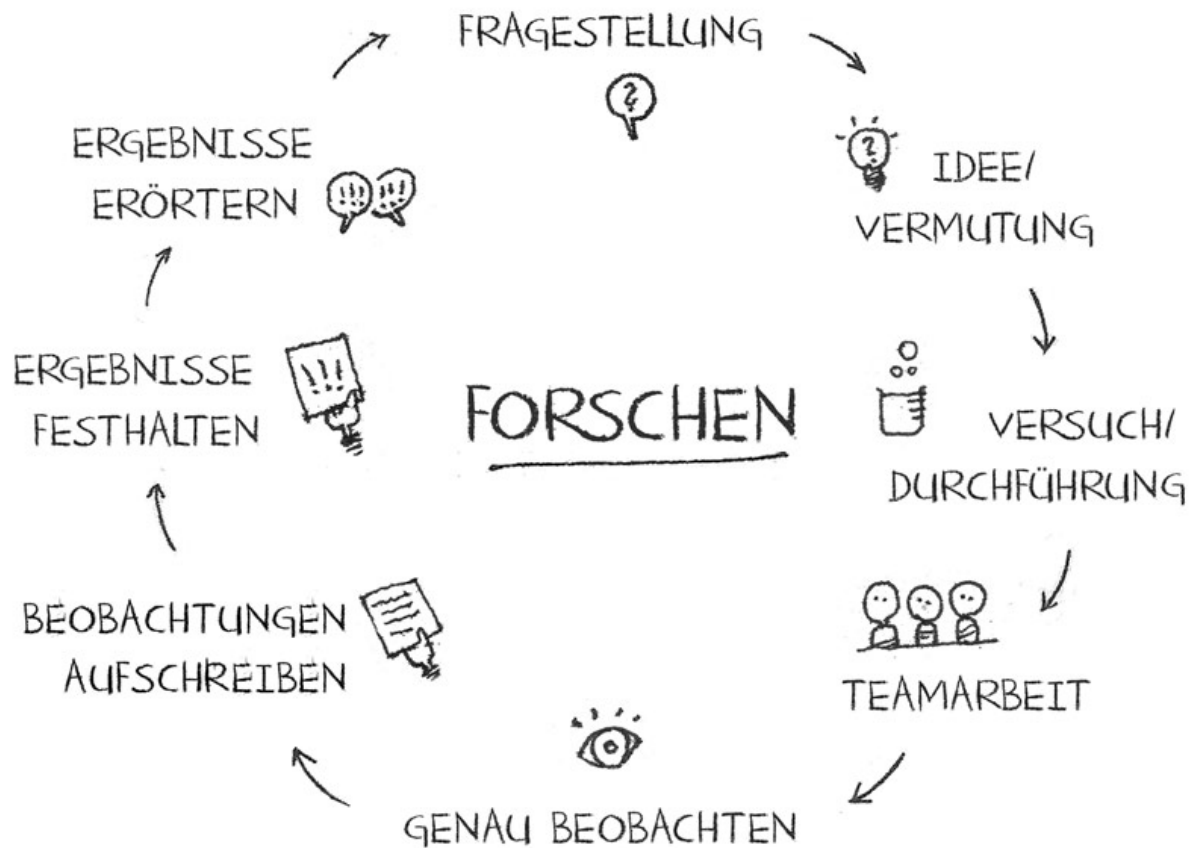 FRAGESTELLUNG
IDEE/
VERMUTUNG
VERSUCH/
DURCHFÜHRUNG
TEAMARBEIT
GENAU BEOBACHTEN
BEOBACHTUNGEN
AUFSCHREIBEN
ERGEBNISSE
FESTHALTEN
ERGEBNISSE
ERÖRTERN
FORSCHEN